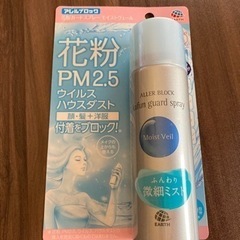 アレルブロック
花粉
PM2.5
ウイルス
ハウスダスト
顔・髪+洋服
付着をブロック!
ALLER BLOCK
kafun guard spray
Moist Veil
ふんわり
微細ミスト
EARTH